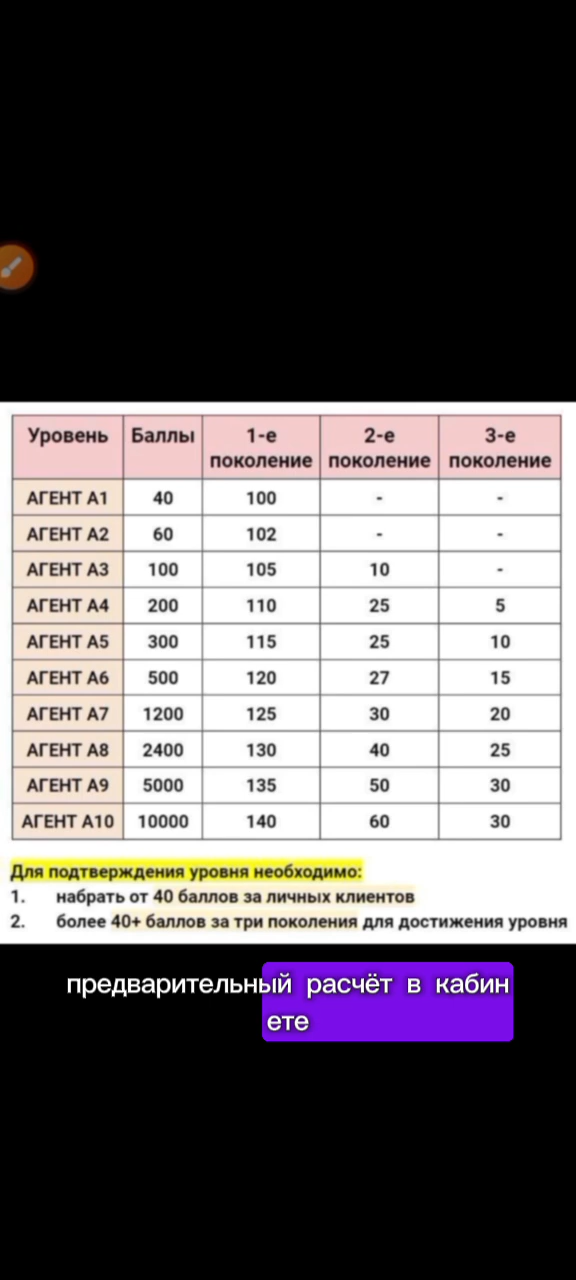 Уровень Баллы 1-е поколение 2-е поколение 3-е поколение
АГЕНТ А1 40 100 - -
АГЕНТ А2 60 102 - -
АГЕНТ А3 100 105 10 -
АГЕНТ А4 200 110 25 5
АГЕНТ А5 300 115 25 10
АГЕНТ А6 500 120 27 15
АГЕНТ А7 1200 125 30 20
АГЕНТ А8 2400 130 40 25
АГЕНТ А9 5000 135 50 30
АГЕНТ А10 10000 140 60 30
Для подтверждения уровня необходимо:
1. набрать от 40 баллов за личных клиентов
2. более 40+ баллов за три поколения для достижения уровня
предварительный расчёт в кабин
ете